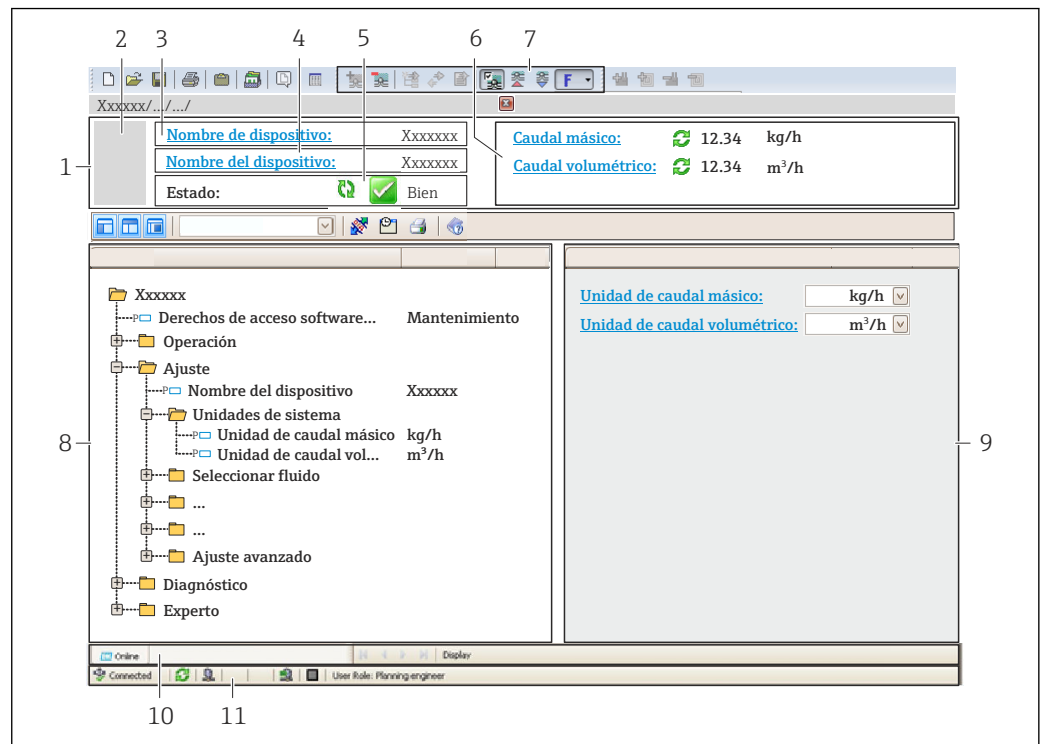 2 3 4 5 6 7
F
Xxxxxx/.../.../
1
Nombre de dispositivo: Xxxxxxx
Nombre del dispositivo: Xxxxxxx
Estado: Bien
Caudal másico: 12.34 kg/h
Caudal volumétrico: 12.34 m³/h
Xxxxxx
Derechos de acceso software... Mantenimiento
Operación
Ajuste
Nombre del dispositivo Xxxxxx
Unidades de sistema
Unidad de caudal másico kg/h
Unidad de caudal vol... m³/h
Seleccionar fluido
...
...
Ajuste avanzado
Diagnóstico
Experto
8
Unidad de caudal másico: kg/h
Unidad de caudal volumétrico: m³/h
9
Online Display
Connected User Role: Planning engineer
10 11